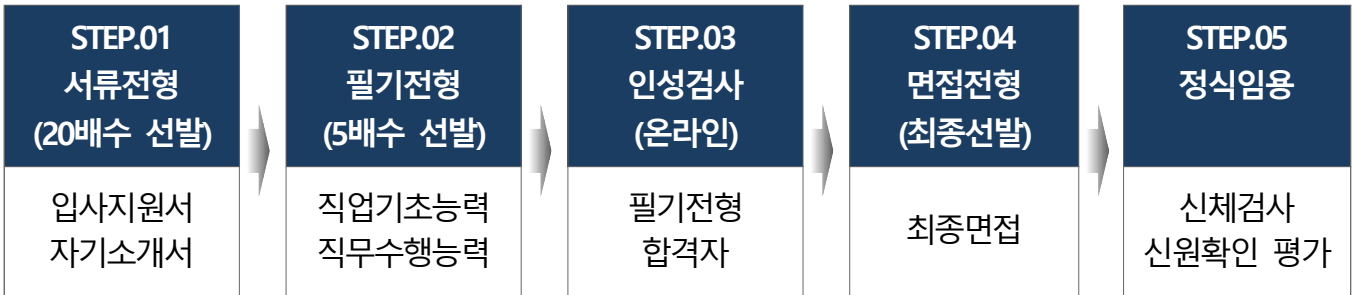 STEP.01
서류전형
(20배수 선발)
입사지원서
자기소개서
STEP.02
필기전형
(5배수 선발)
직업기초능력
직무수행능력
STEP.03
인성검사
(온라인)
필기전형
합격자
STEP.04
면접전형
(최종선발)
최종면접
STEP.05
정식임용
신체검사
신원확인 평가